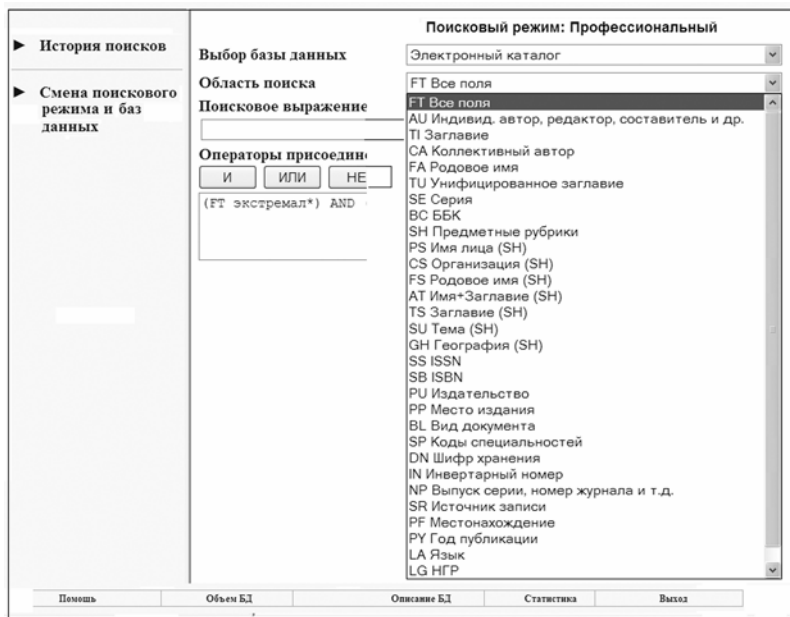 Поисковый режим: Профессиональный
История поисков
Смена поискового
режима и баз
данных
Выбор базы данных
Электронный каталог
Область поиска
FT Все поля
Поисковое выражение
Операторы присоедин
И ИЛИ НЕ
(FT экстремал*) AND (
FT Все поля
AU Индивид. автор, редактор, составитель и др.
TI Заглавие
CA Коллективный автор
FA Родовое имя
TU Унифицированное заглавие
SE Серия
BC ББК
SH Предметные рубрики
PS Имя лица (SH)
CS Организация (SH)
FS Родовое имя (SH)
AT Имя+Заглавие (SH)
TS Заглавие (SH)
SU Тема (SH)
GH География (SH)
SS ISSN
SB ISBN
PU Издательство
PP Место издания
BL Вид документа
SP Коды специальностей
DN Шифр хранения
IN Инвертарный номер
NP Выпуск серии, номер журнала и т.д.
SR Источник записи
PF Местонахождение
PY Год публикации
LA Язык
LG НГР
Помошь Объем БД Описание БД Статистика Выход